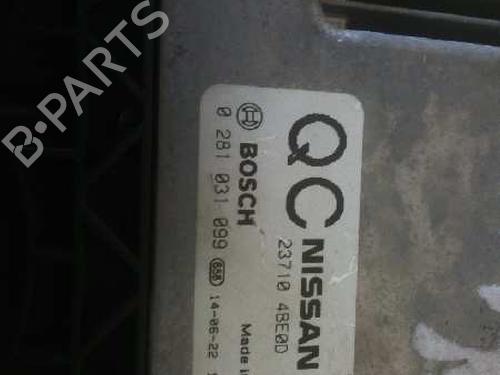 B-PARTS
QC NISSAN
23710 4BE0D
BOSCH
0 281 031 099
14-06-22
Made